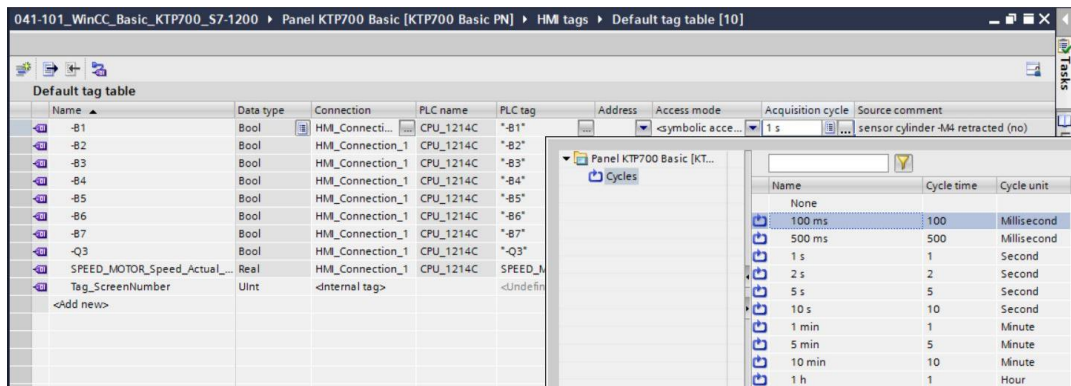 041-101_WinCC_Basic_KTP700_S7-1200 ▸ Panel KTP700 Basic [KTP700 Basic PN] ▸ HMI tags ▸ Default tag table [10]
Tasks
Default tag table
Name Data type Connection PLC name PLC tag Address Access mode Acquisition cycle Source comment
-B1 Bool HMI_Connecti... CPU_1214C "-B1" <symbolic acce... 1 s sensor cylinder -M4 retracted (no)
-B2 Bool HMI_Connection_1 CPU_1214C "-B2"
-B3 Bool HMI_Connection_1 CPU_1214C "-B3"
-B4 Bool HMI_Connection_1 CPU_1214C "-B4"
-B5 Bool HMI_Connection_1 CPU_1214C "-B5"
-B6 Bool HMI_Connection_1 CPU_1214C "-B6"
-B7 Bool HMI_Connection_1 CPU_1214C "-B7"
-Q3 Bool HMI_Connection_1 CPU_1214C "-Q3"
SPEED_MOTOR_Speed_Actual_... Real HMI_Connection_1 CPU_1214C SPEED_M
Tag_ScreenNumber UInt <Internal tag> <Undefin
<Add new>
Panel KTP700 Basic [KT...
Cycles
Name Cycle time Cycle unit
None
100 ms 100 Millisecond
500 ms 500 Millisecond
1 s 1 Second
2 s 2 Second
5 s 5 Second
10 s 10 Second
1 min 1 Minute
5 min 5 Minute
10 min 10 Minute
1 h 1 Hour